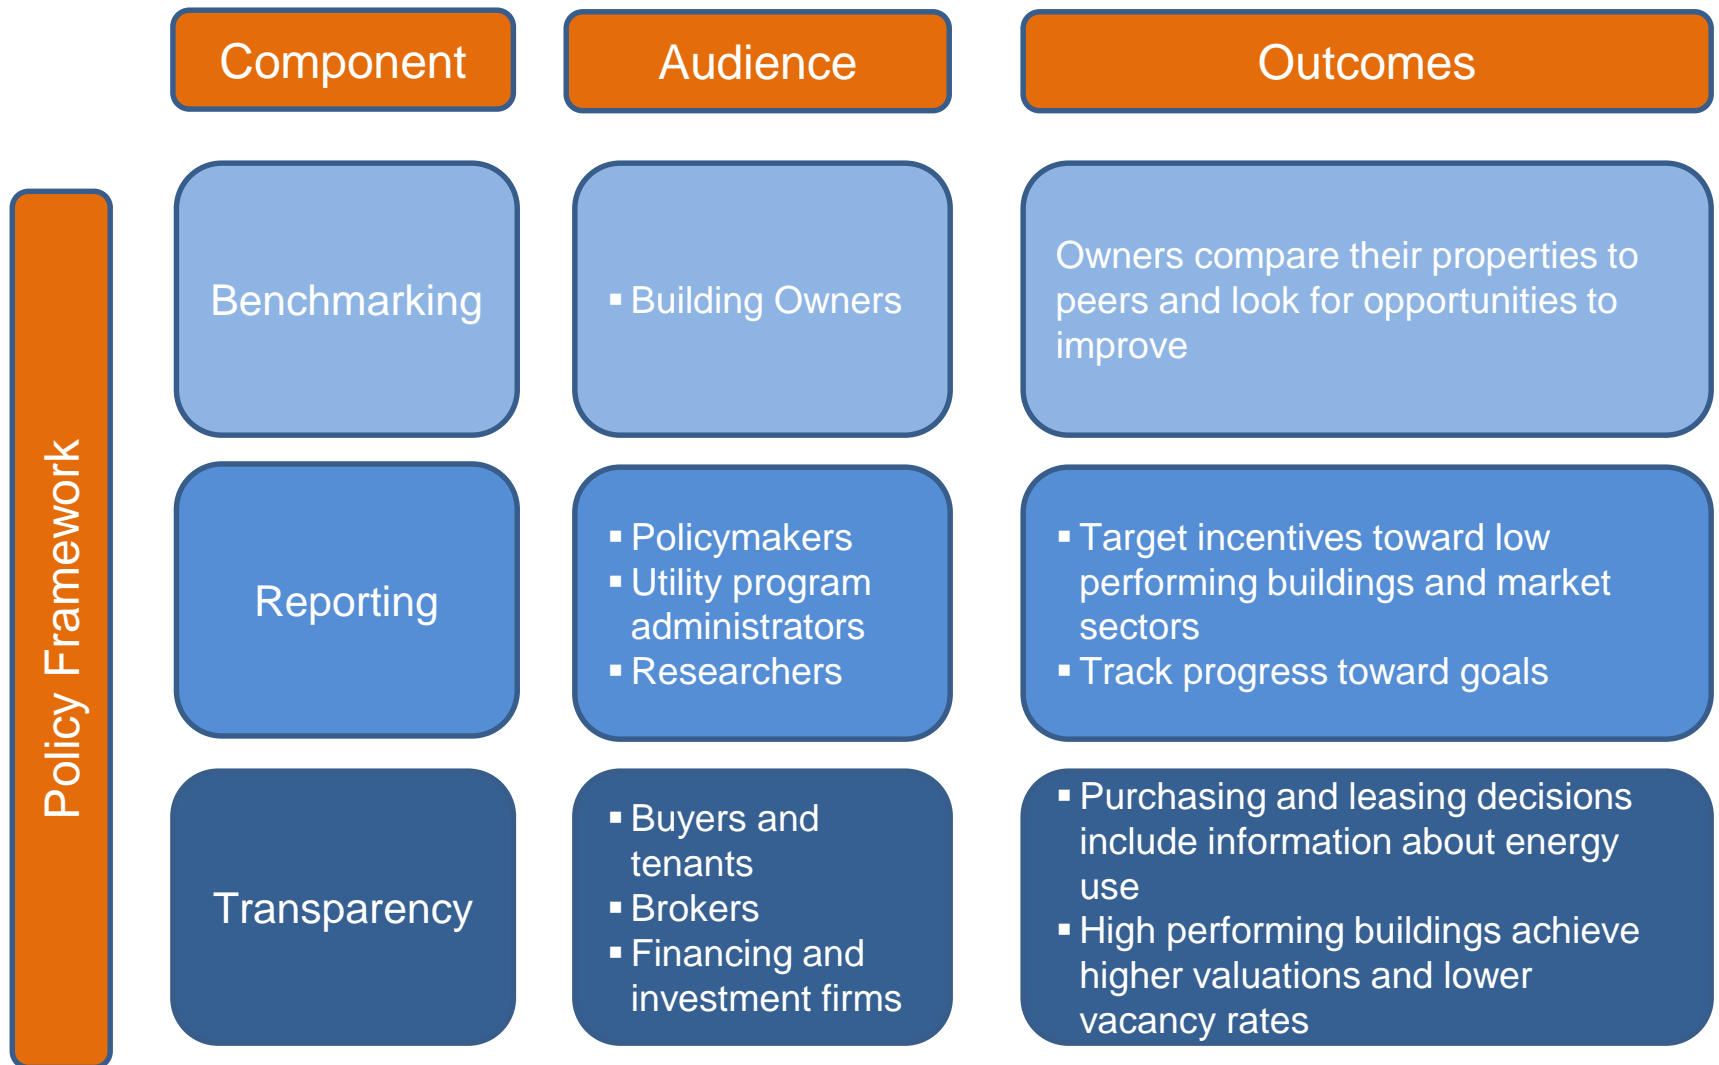 Component
Audience
Outcomes
Policy Framework
Benchmarking
▪ Building Owners
Owners compare their properties to
peers and look for opportunities to
improve
Reporting
▪ Policymakers
▪ Utility program
administrators
▪ Researchers
▪ Target incentives toward low
performing buildings and market
sectors
▪ Track progress toward goals
Transparency
▪ Buyers and
tenants
▪ Brokers
▪ Financing and
investment firms
▪ Purchasing and leasing decisions
include information about energy
use
▪ High performing buildings achieve
higher valuations and lower
vacancy rates